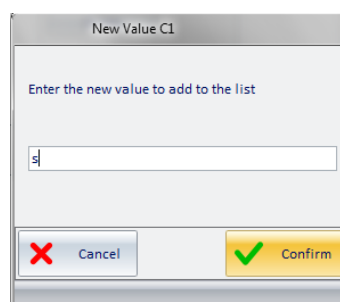 New Value C1
Enter the new value to add to the list
s
Cancel
Confirm